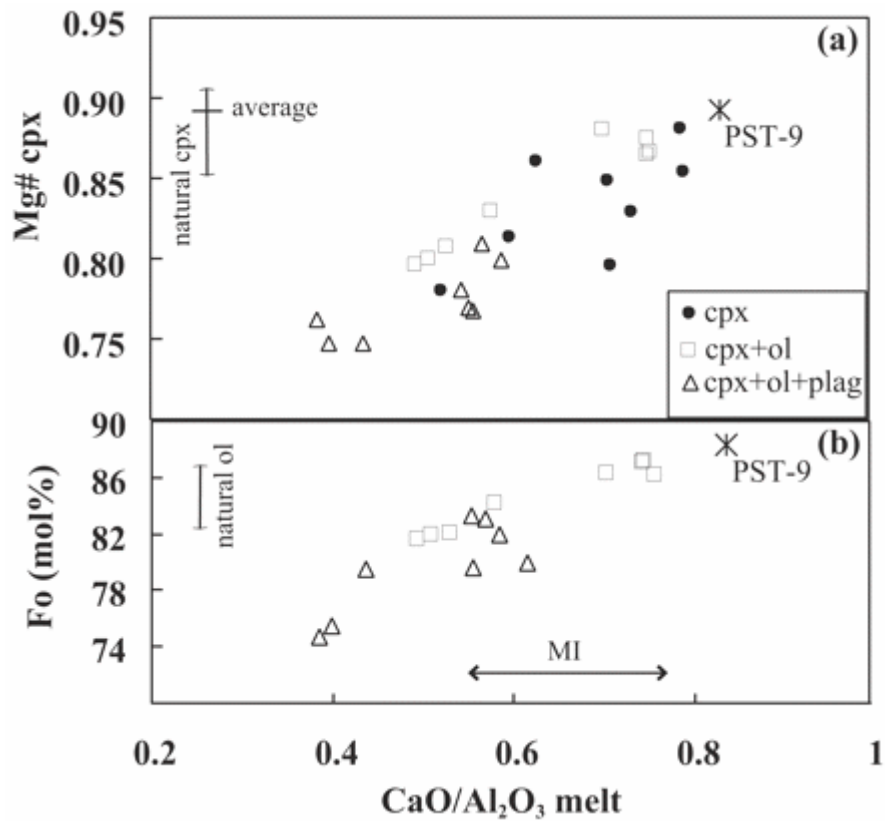 0.95
(a)
0.90
average
PST-9
natural cpx
Mg# cpx
0.85
0.80
cpx
cpx+ol
cpx+ol+plag
0.75
90
(b)
natural ol
PST-9
86
82
Fo (mol%)
78
74
MI
0.2 0.4 0.6 0.8 1
CaO/Al₂O₃ melt